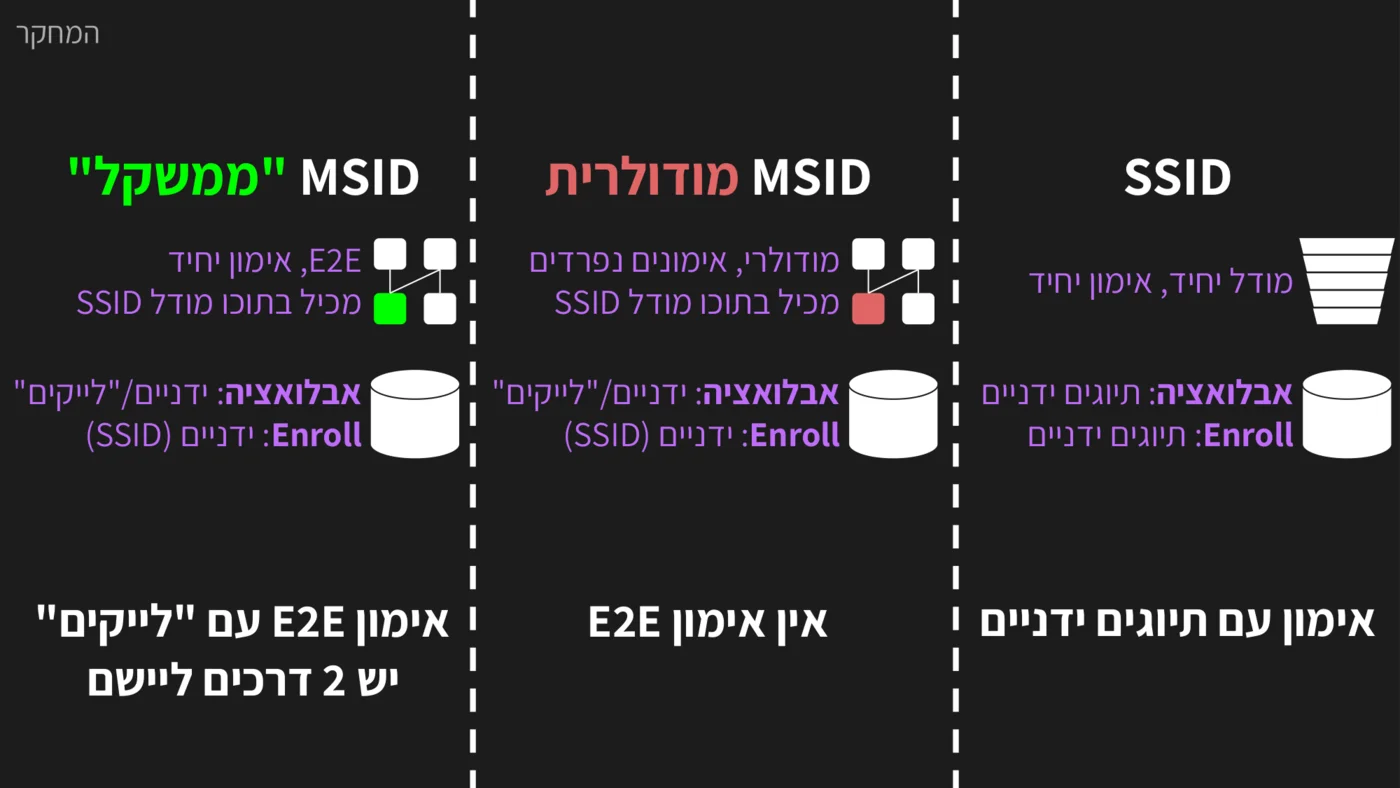 המחקר
SSID
מודל יחיד, אימון יחיד
אבלואציה: תיוגים ידניים
Enroll: תיוגים ידניים
אימון עם תיוגים ידניים
MSID מודולרית
מודולרי, אימונים נפרדים
מכיל בתוכו מודל SSID
אבלואציה: ידניים/"לייקים"
Enroll: ידניים (SSID)
אין אימון E2E
MSID "ממשקל"
E2E, אימון יחיד
מכיל בתוכו מודל SSID
אבלואציה: ידניים/"לייקים"
Enroll: ידניים (SSID)
אימון E2E עם "לייקים"
יש 2 דרכים ליישם